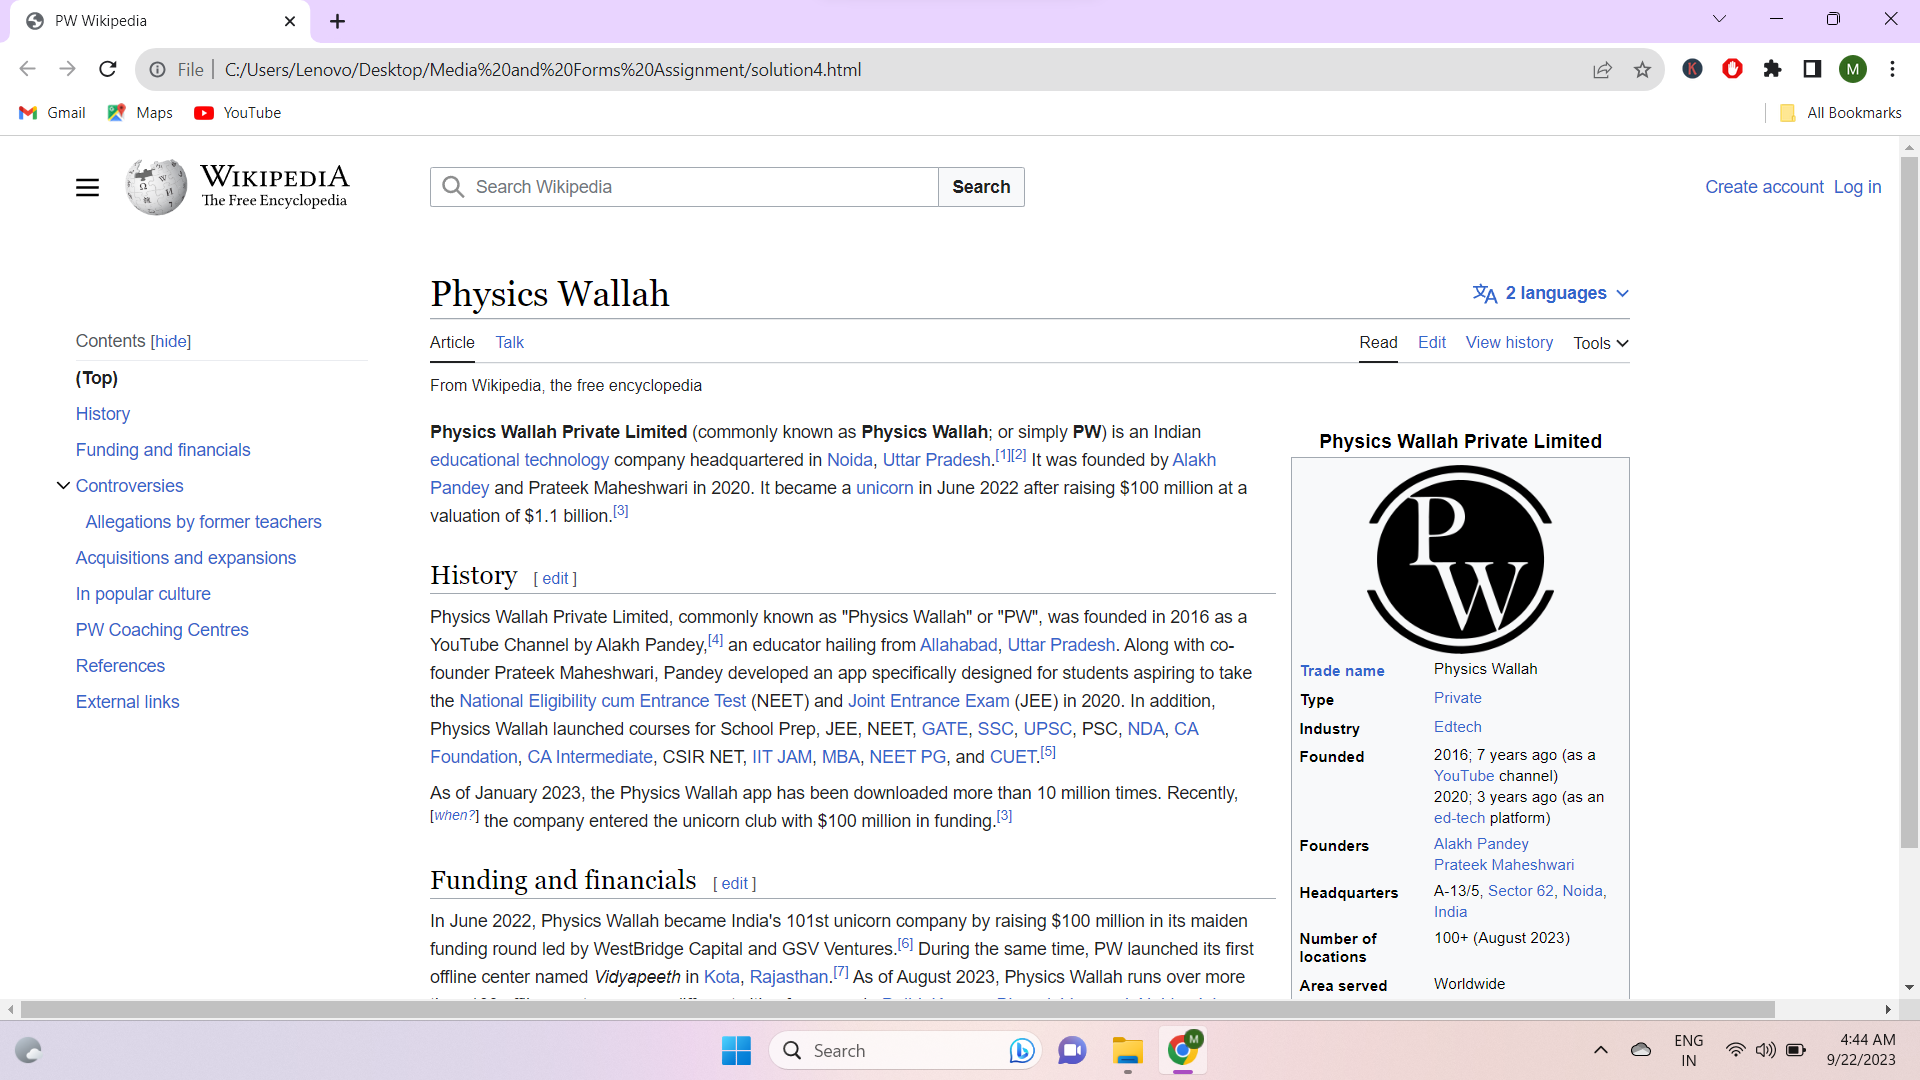 PW Wikipedia
File
C:/Users/Lenovo/Desktop/Media%20and%20Forms%20Assignment/solution4.html
K
M
Gmail
Maps
YouTube
All Bookmarks
WIKIPEDIA
The Free Encyclopedia
Search Wikipedia
Search
Create account Log in
Physics Wallah
2 languages
Contents [hide]
(Top)
History
Funding and financials
Controversies
Allegations by former teachers
Acquisitions and expansions
In popular culture
PW Coaching Centres
References
External links
Article Talk
Read Edit View history Tools
From Wikipedia, the free encyclopedia
Physics Wallah Private Limited (commonly known as Physics Wallah; or simply PW) is an Indian
educational technology company headquartered in Noida, Uttar Pradesh.[1][2] It was founded by Alakh
Pandey and Prateek Maheshwari in 2020. It became a unicorn in June 2022 after raising $100 million at a
valuation of $1.1 billion.[3]
History [ edit ]
Physics Wallah Private Limited, commonly known as "Physics Wallah" or "PW", was founded in 2016 as a
YouTube Channel by Alakh Pandey,[4] an educator hailing from Allahabad, Uttar Pradesh. Along with co-
founder Prateek Maheshwari, Pandey developed an app specifically designed for students aspiring to take
the National Eligibility cum Entrance Test (NEET) and Joint Entrance Exam (JEE) in 2020. In addition,
Physics Wallah launched courses for School Prep, JEE, NEET, GATE, SSC, UPSC, PSC, NDA, CA
Foundation, CA Intermediate, CSIR NET, IIT JAM, MBA, NEET PG, and CUET.[5]
As of January 2023, the Physics Wallah app has been downloaded more than 10 million times. Recently,
[when?] the company entered the unicorn club with $100 million in funding.[3]
Funding and financials [ edit ]
In June 2022, Physics Wallah became India's 101st unicorn company by raising $100 million in its maiden
funding round led by WestBridge Capital and GSV Ventures.[6] During the same time, PW launched its first
offline center named Vidyapeeth in Kota, Rajasthan.[7] As of August 2023, Physics Wallah runs over more
Physics Wallah Private Limited
P
W
Trade name Physics Wallah
Type Private
Industry Edtech
Founded 2016; 7 years ago (as a
YouTube channel)
2020; 3 years ago (as an
ed-tech platform)
Founders Alakh Pandey
Prateek Maheshwari
Headquarters A-13/5, Sector 62, Noida,
India
Number of 100+ (August 2023)
locations
Area served Worldwide
Search
M
ENG
IN
4:44 AM
9/22/2023